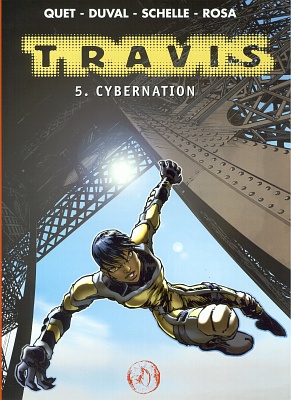 QUET - DUVAL - SCHELLE - ROSA
TRAVIS
5. CYBERNATION